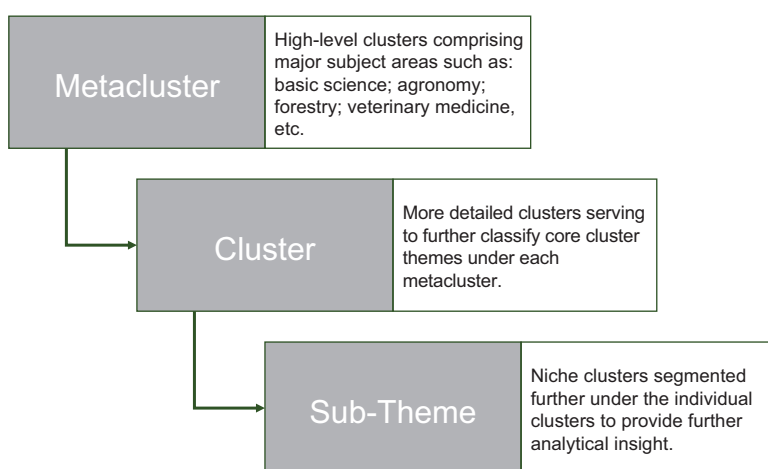 Metacluster
High-level clusters comprising
major subject areas such as:
basic science; agronomy;
forestry; veterinary medicine,
etc.
Cluster
More detailed clusters serving
to further classify core cluster
themes under each
metacluster.
Sub-Theme
Niche clusters segmented
further under the individual
clusters to provide further
analytical insight.